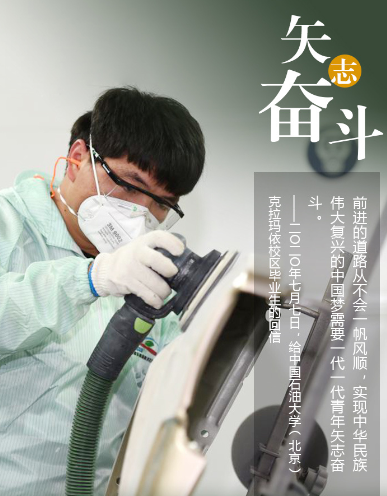 矢志奋斗
前进的道路从不会一帆风顺，实现中华民族
伟大复兴的中国梦需要一代一代青年矢志奋
斗。
——二〇二〇年七月七日，给中国石油大学（北京）
克拉玛依校区毕业生的回信